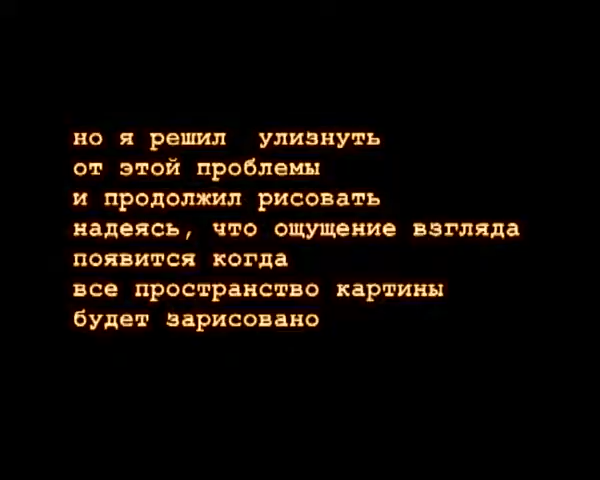 но я решил  улизнуть
от этой проблемы
и продолжил рисовать
надеясь, что ощущение взгляда
появится когда
все пространство картины
будет зарисовано